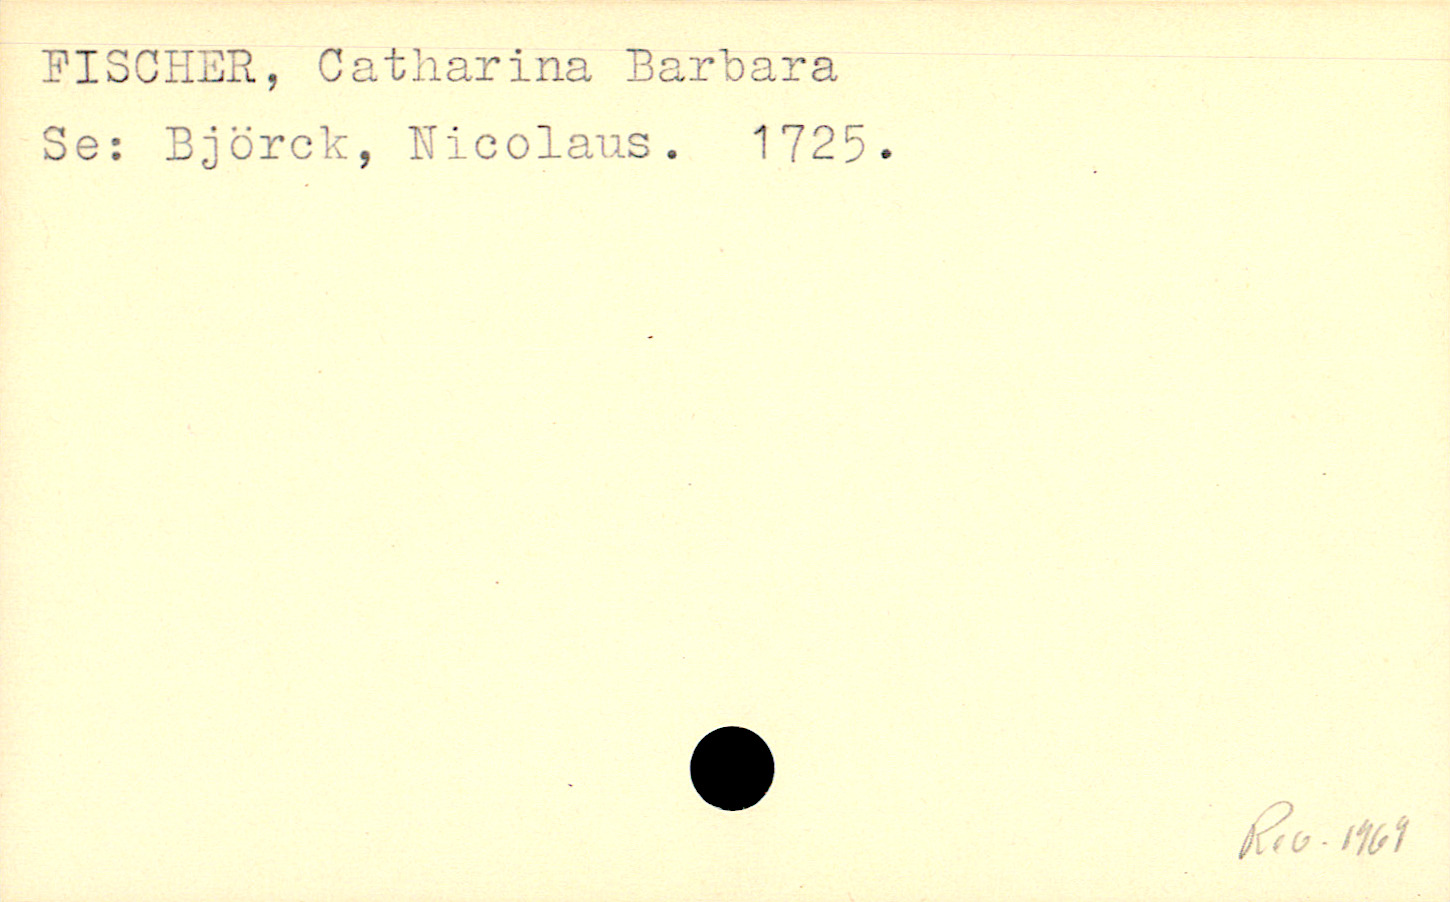 FISCHER, Catharina Barbara
Se: Björck, Nicolaus. 1725.
Rev. 1969